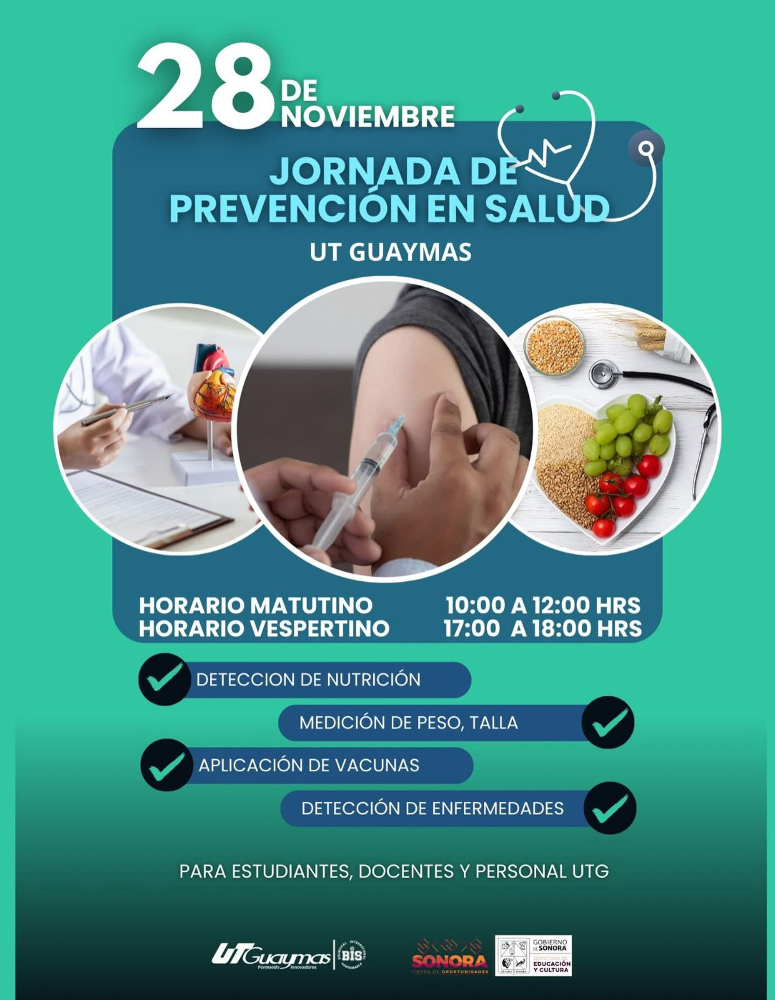 28 DE
NOVIEMBRE
JORNADA DE
PREVENCIÓN EN SALUD
UT GUAYMAS
HORARIO MATUTINO 10:00 A 12:00 HRS
HORARIO VESPERTINO 17:00 A 18:00 HRS
DETECCION DE NUTRICIÓN
MEDICIÓN DE PESO, TALLA
APLICACIÓN DE VACUNAS
DETECCIÓN DE ENFERMEDADES
PARA ESTUDIANTES, DOCENTES Y PERSONAL UTG
UTGuaymas
Formando Innovadores
BILINGUAL INTERNATIONAL
BIS
SUSTAINABLE
SONORA
TIERRA DE OPORTUNIDADES
GOBIERNO
DE SONORA
SECRETARÍA DE
EDUCACIÓN
Y CULTURA